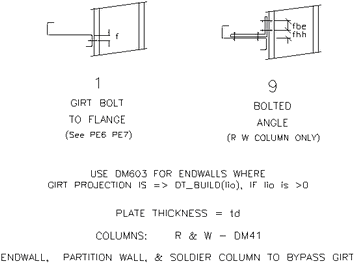 f
fbe
fhh
1
GIRT BOLT
TO FLANGE
(See PE6 PE7)
9
BOLTED
ANGLE
(R W COLUMN ONLY)
USE DM603 FOR ENDWALLS WHERE
GIRT PROJECTION IS => DT_BUILD(Iio), IF Iio is >0
PLATE THICKNESS = td
COLUMNS: R & W - DM41
ENDWALL, PARTITION WALL, & SOLDIER COLUMN TO BYPASS GIRT